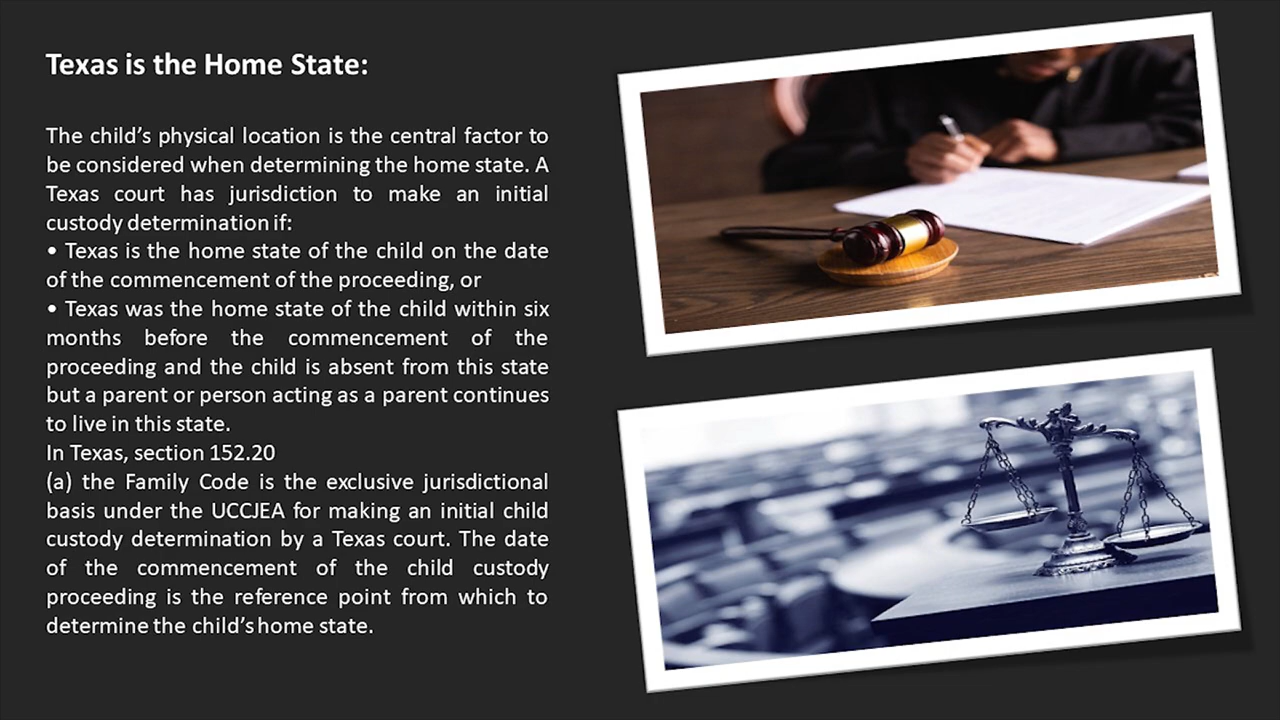 Texas is the Home State:
The child’s physical location is the central factor to
be considered when determining the home state. A
Texas court has jurisdiction to make an initial
custody determination if:
• Texas is the home state of the child on the date
of the commencement of the proceeding, or
• Texas was the home state of the child within six
months before the commencement of the
proceeding and the child is absent from this state
but a parent or person acting as a parent continues
to live in this state.
In Texas, section 152.20
(a) the Family Code is the exclusive jurisdictional
basis under the UCCJEA for making an initial child
custody determination by a Texas court. The date
of the commencement of the child custody
proceeding is the reference point from which to
determine the child’s home state.